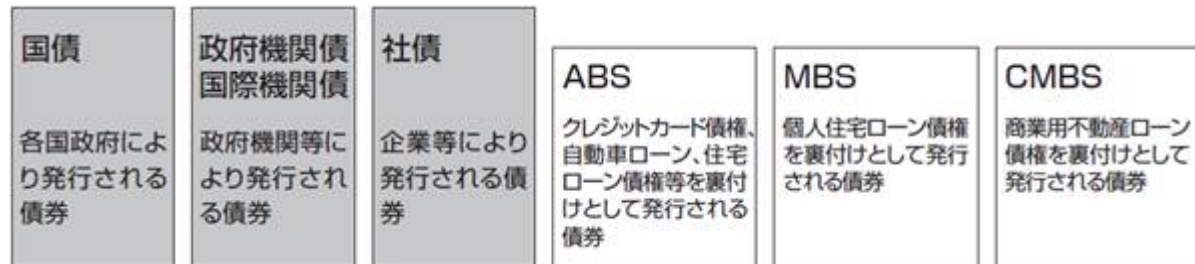 国債
各国政府によ
り発行される
債券
政府機関債
国際機関債
政府機関等に
より発行され
る債券
社債
企業等により
発行される債
券
ABS
クレジットカード債権、
自動車ローン、住宅
ローン債権等を裏付
けとして発行される
債券
MBS
個人住宅ローン債権
を裏付けとして発行
される債券
CMBS
商業用不動産ローン
債権を裏付けとして
発行される債券